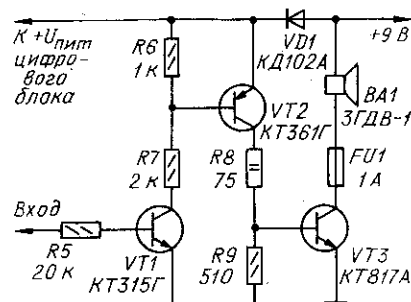 К +Uпит
цифро-
вого
блока
R6
1 к
VD1
КД102А
+9 В
VT2
КТ361Г
BA1
3ГДВ-1
R7
2 к
R8
75
FU1
1 А
Вход
R5
20 к
VT1
КТ315Г
R9
510
VT3
КТ817А